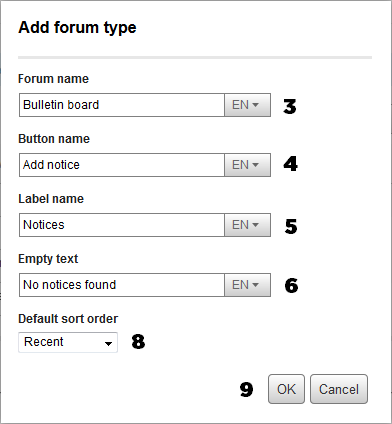 Add forum type
Forum name
Bulletin board EN 3
Button name
Add notice EN 4
Label name
Notices EN 5
Empty text
No notices found EN 6
Default sort order
Recent 8
9 OK Cancel